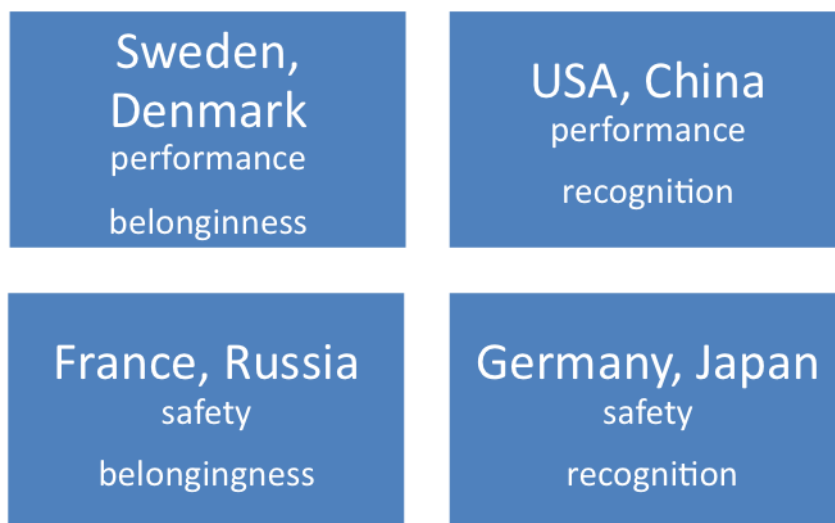 Sweden,
Denmark
performance
belonginness
USA, China
performance
recognition
France, Russia
safety
belongingness
Germany, Japan
safety
recognition